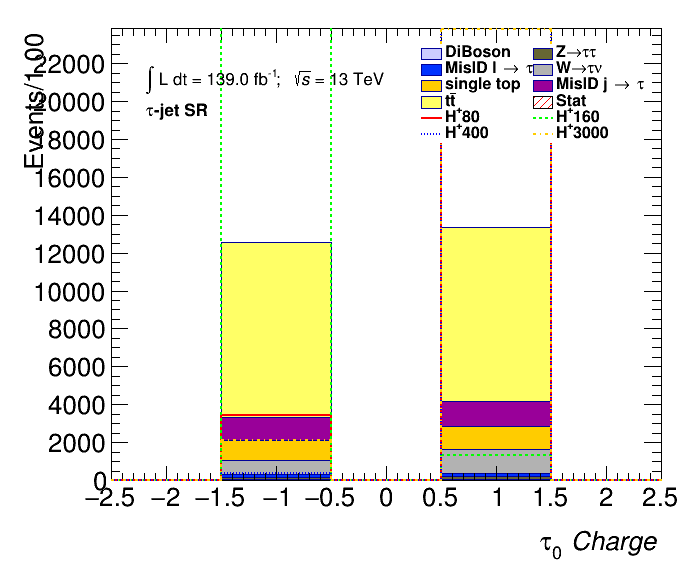 Events/1.00
22000
20000
18000
16000
14000
12000
10000
8000
6000
4000
2000
0
∫ L dt = 139.0 fb⁻¹; √s = 13 TeV
τ-jet SR
DiBoson
Z→ττ
MisID l → τ
W→τν
single top
MisID j → τ
tt̄
Stat
H⁺80
H⁺160
H⁺400
H⁺3000
−2.5 −2 −1.5 −1 −0.5 0 0.5 1 1.5 2 2.5
τ₀ Charge